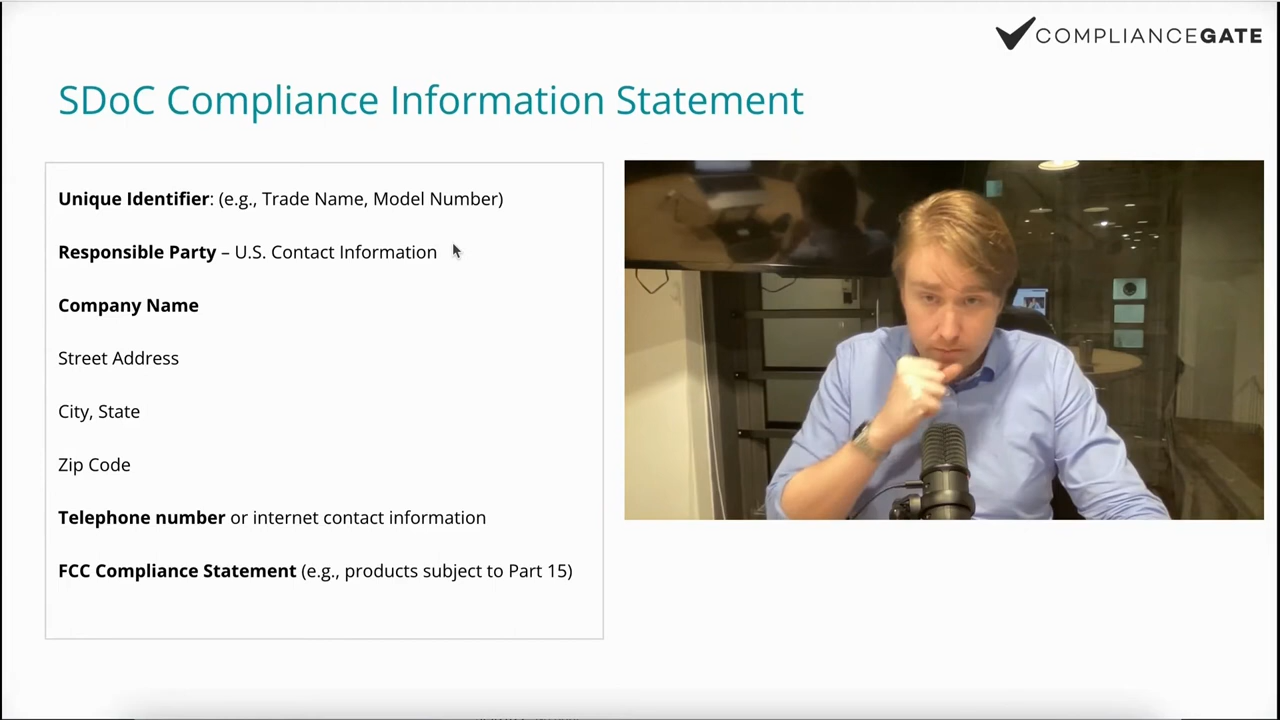 COMPLIANCEGATE
SDoC Compliance Information Statement
Unique Identifier: (e.g., Trade Name, Model Number)
Responsible Party – U.S. Contact Information
Company Name
Street Address
City, State
Zip Code
Telephone number or internet contact information
FCC Compliance Statement (e.g., products subject to Part 15)